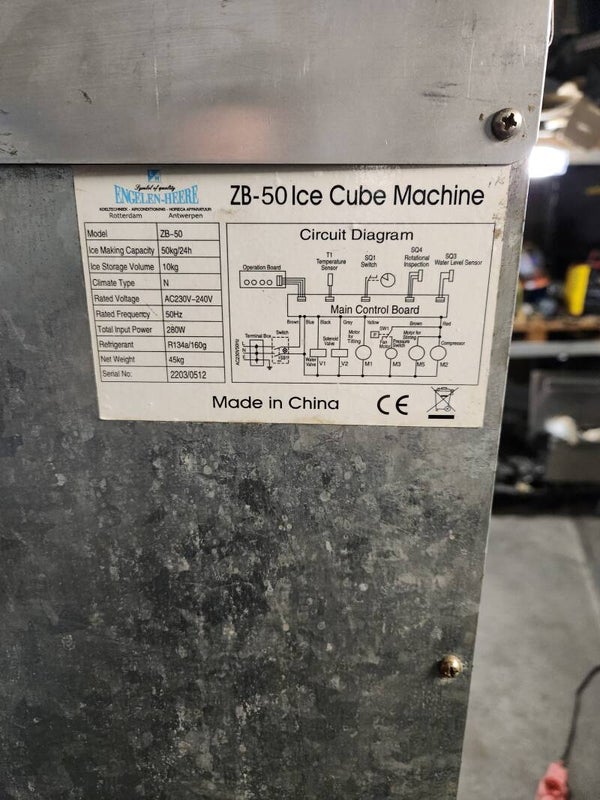 Symbol of quality
ENGELEN-HEERE
KOELTECHNIEK - AIRCONDITIONING - HORECA APPARATUUR
Rotterdam Antwerpen
ZB-50 Ice Cube Machine
Model ZB-50
Ice Making Capacity 50kg/24h
Ice Storage Volume 10kg
Climate Type N
Rated Voltage AC230V~240V
Rated Frequency 50Hz
Total Input Power 280W
Refrigerant R134a/160g
Net Weight 45kg
Serial No: 2203/0512
Circuit Diagram
Operation Board
T1
Temperature
Sensor
SQ1
Switch
SQ4
Rotational
Inspection
SQ3
Water Level Sensor
Main Control Board
Brown Blue Black Grey Yellow Brown Red
Terminal Box
Switch
Water
Valve
V1
Solenoid
Valve
V2
Motor
for
Tilting
M1
SW1
P
Pressure
Switch
Fan
Motor
M3
Motor for
Stirring
M5
Compressor
M2
Made in China CE